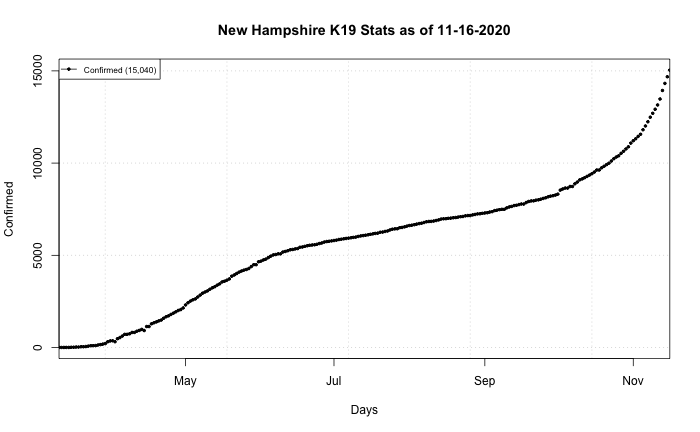 New Hampshire K19 Stats as of 11-16-2020
Confirmed (15,040)
15000
10000
5000
0
Confirmed
May Jul Sep Nov
Days